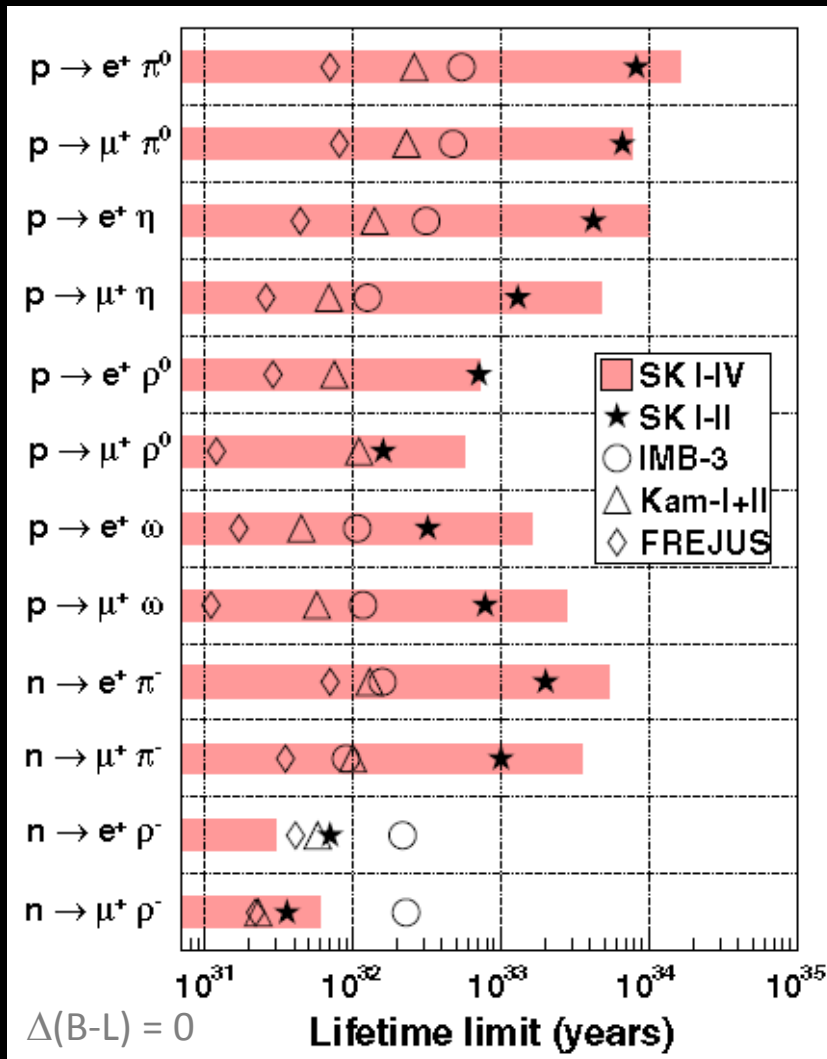 p → e⁺ π⁰
p → μ⁺ π⁰
p → e⁺ η
p → μ⁺ η
p → e⁺ ρ⁰
p → μ⁺ ρ⁰
p → e⁺ ω
p → μ⁺ ω
n → e⁺ π⁻
n → μ⁺ π⁻
n → e⁺ ρ⁻
n → μ⁺ ρ⁻
SK I-IV
SK I-II
IMB-3
Kam-I+II
FREJUS
10³¹ 10³² 10³³ 10³⁴ 10³⁵
Δ(B-L) = 0
Lifetime limit (years)